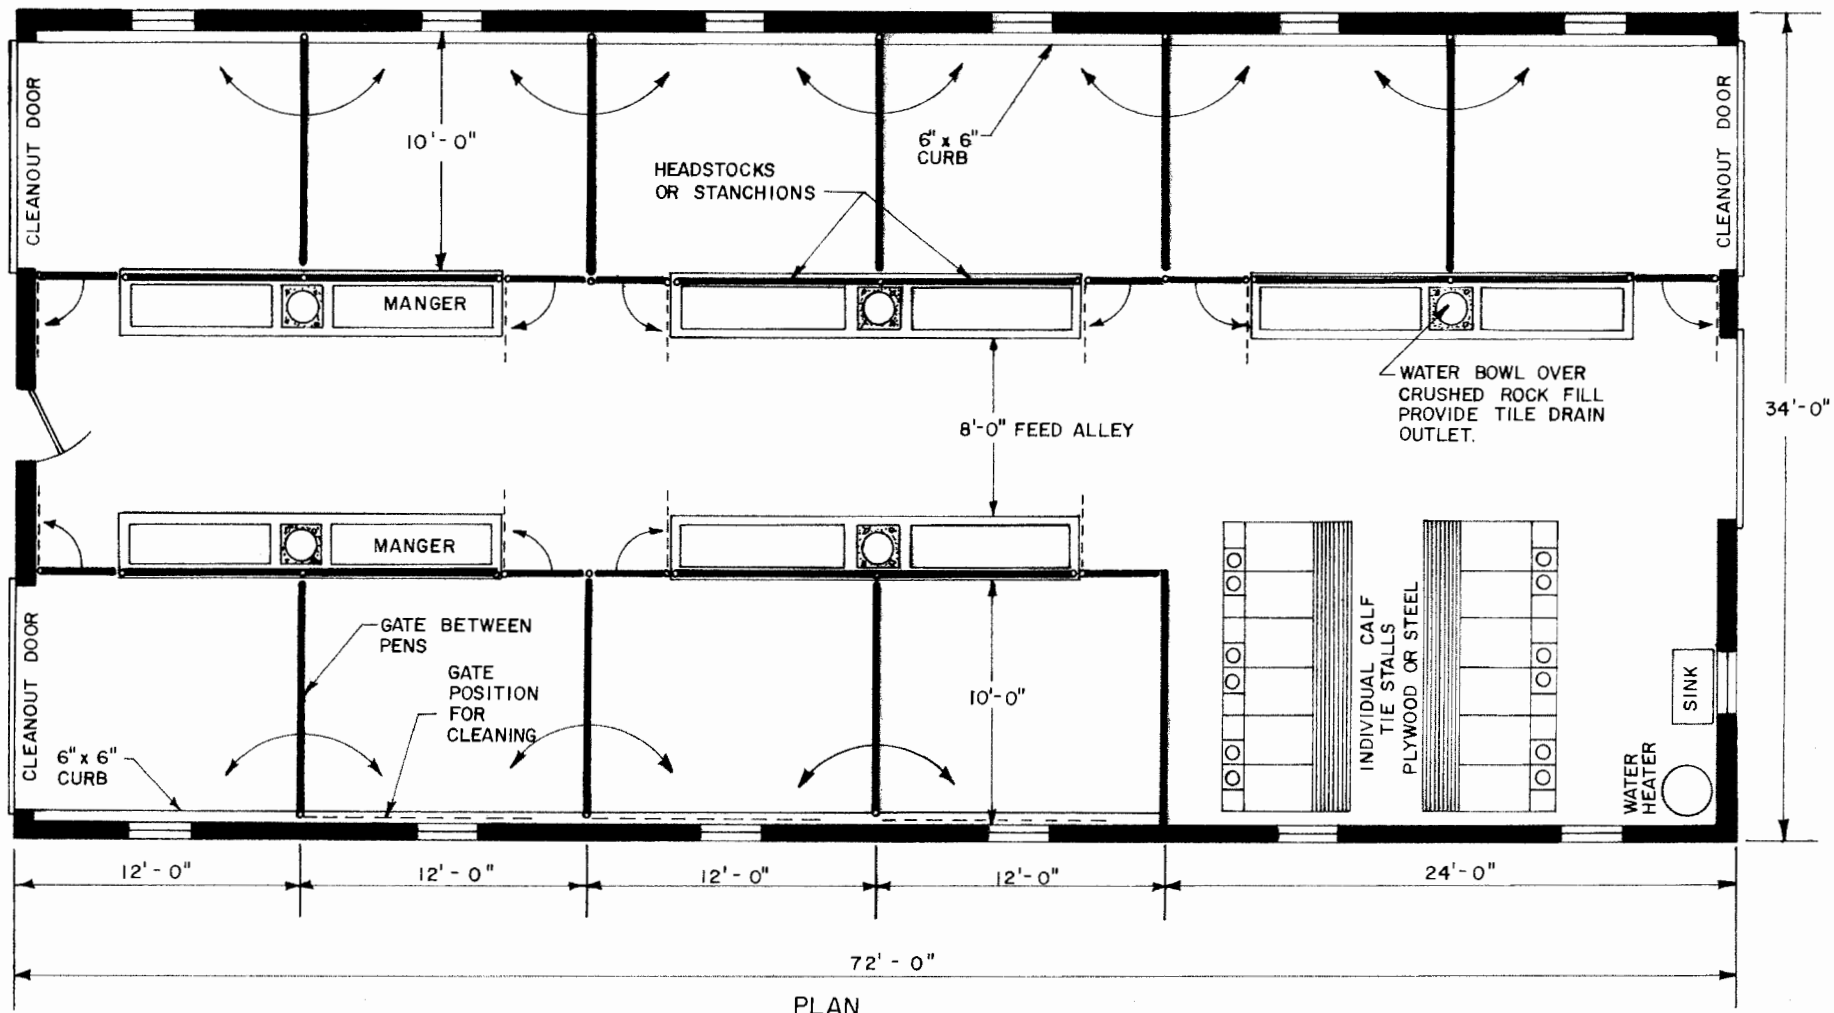 CLEANOUT DOOR
10'-0"
HEADSTOCKS
OR STANCHIONS
6" x 6"
CURB
CLEANOUT DOOR
MANGER
WATER BOWL OVER
CRUSHED ROCK FILL
PROVIDE TILE DRAIN
OUTLET.
34'-0"
8'-0" FEED ALLEY
MANGER
CLEANOUT DOOR
GATE BETWEEN
PENS
GATE
POSITION
FOR
CLEANING
6" x 6"
CURB
10'-0"
INDIVIDUAL CALF
TIE STALLS
PLYWOOD OR STEEL
SINK
WATER
HEATER
12'-0"
12'-0"
12'-0"
12'-0"
24'-0"
72'-0"
PLAN